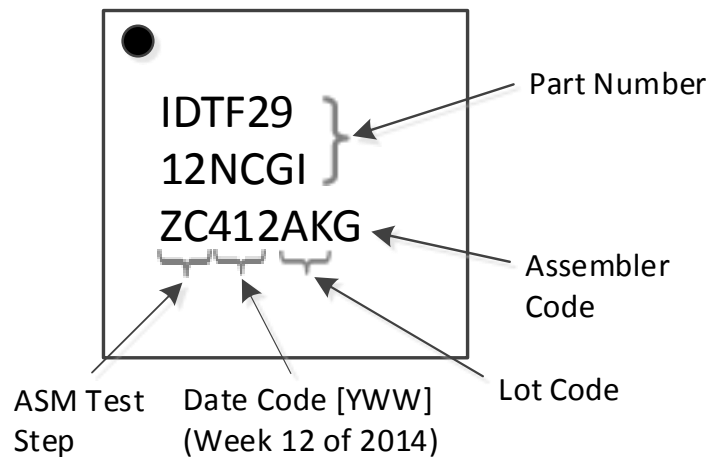 IDTF29
12NCGI
ZC412AKG
Part Number
Assembler
Code
Lot Code
Date Code [YWW]
(Week 12 of 2014)
ASM Test
Step